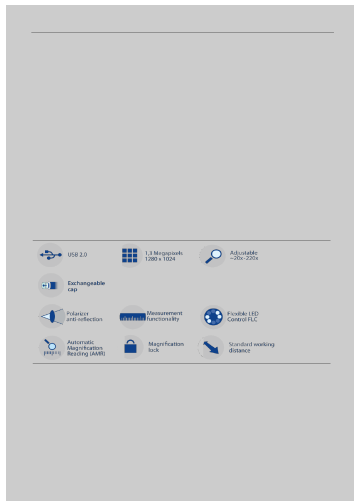 USB 2.0
1,3 Megapixels
1280 x 1024
Adjustable
~20x-220x
Exchangeable
cap
Polarizer
anti-reflection
Measurement
functionality
Flexible LED
Control FLC
Automatic
Magnification
Reading (AMR)
Magnification
lock
Standard working
distance